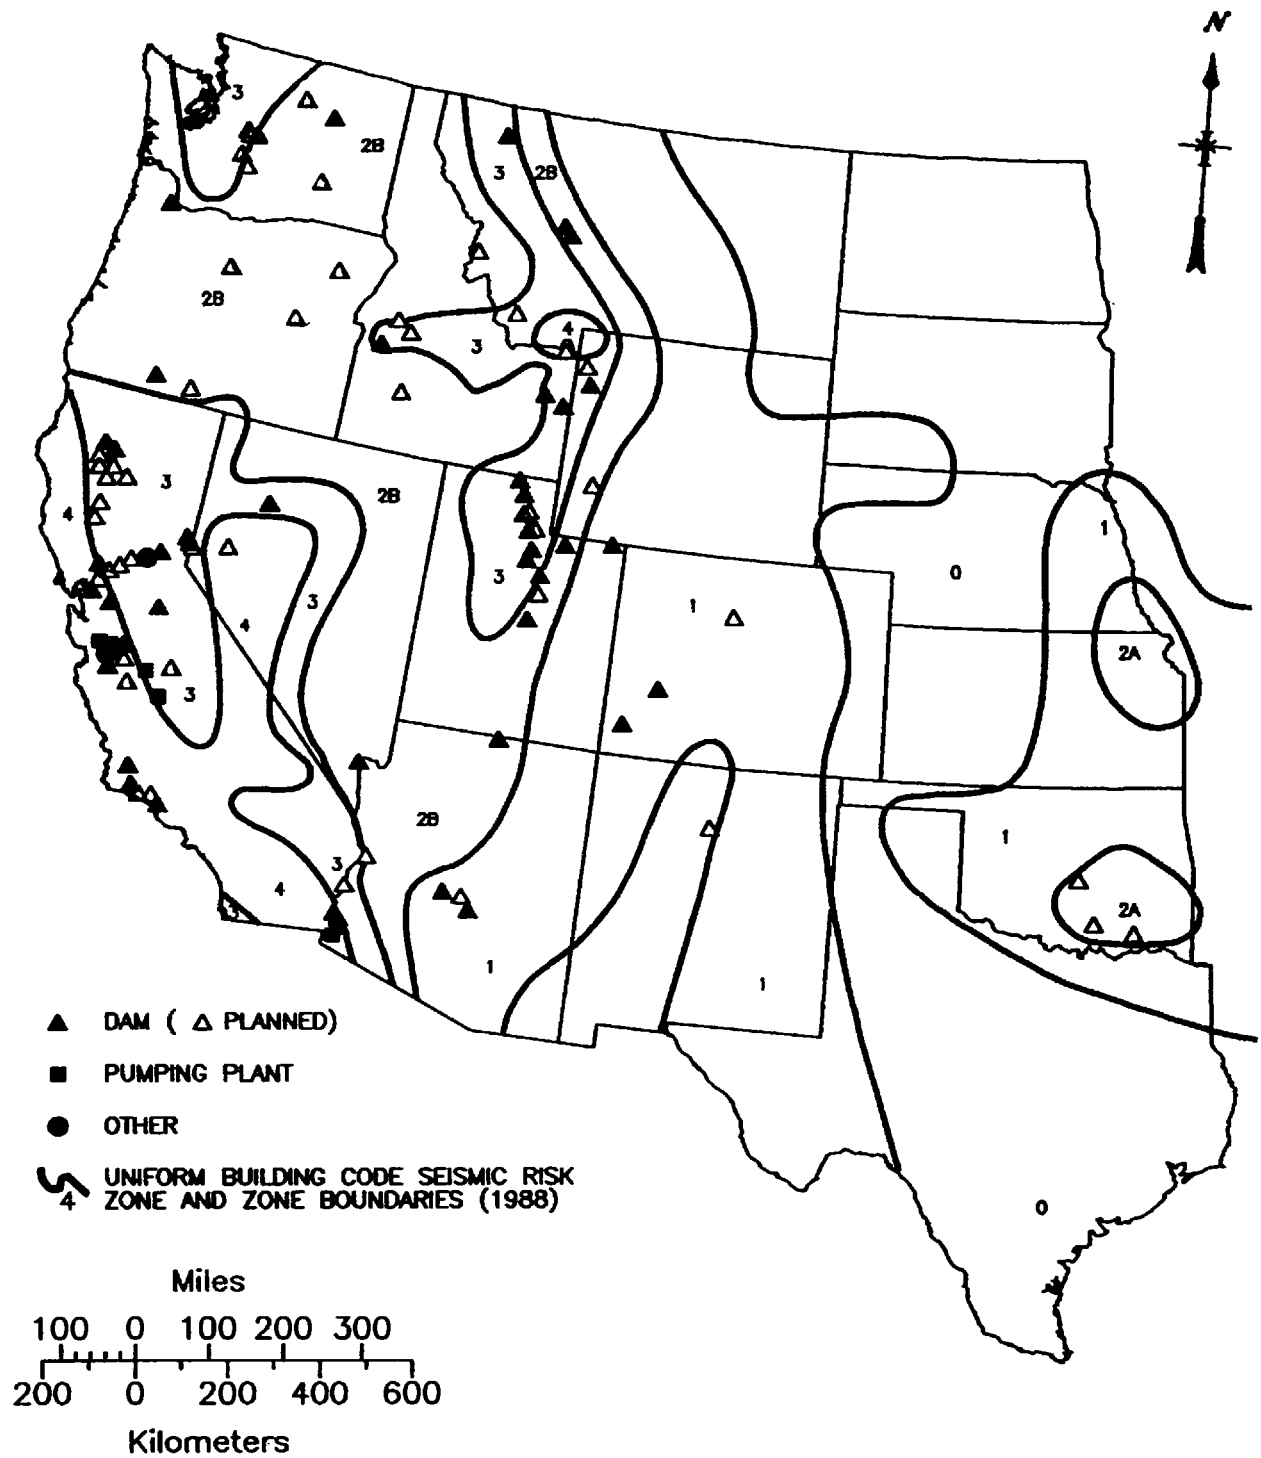 N
3
2B
3
2B
2B
4
3
3
2B
4
3
1
0
1
3
4
3
2A
2B
1
3
4
3
2A
1
1
DAM ( PLANNED)
PUMPING PLANT
OTHER
UNIFORM BUILDING CODE SEISMIC RISK
4 ZONE AND ZONE BOUNDARIES (1988)
0
Miles
100 0 100 200 300
200 0 200 400 600
Kilometers